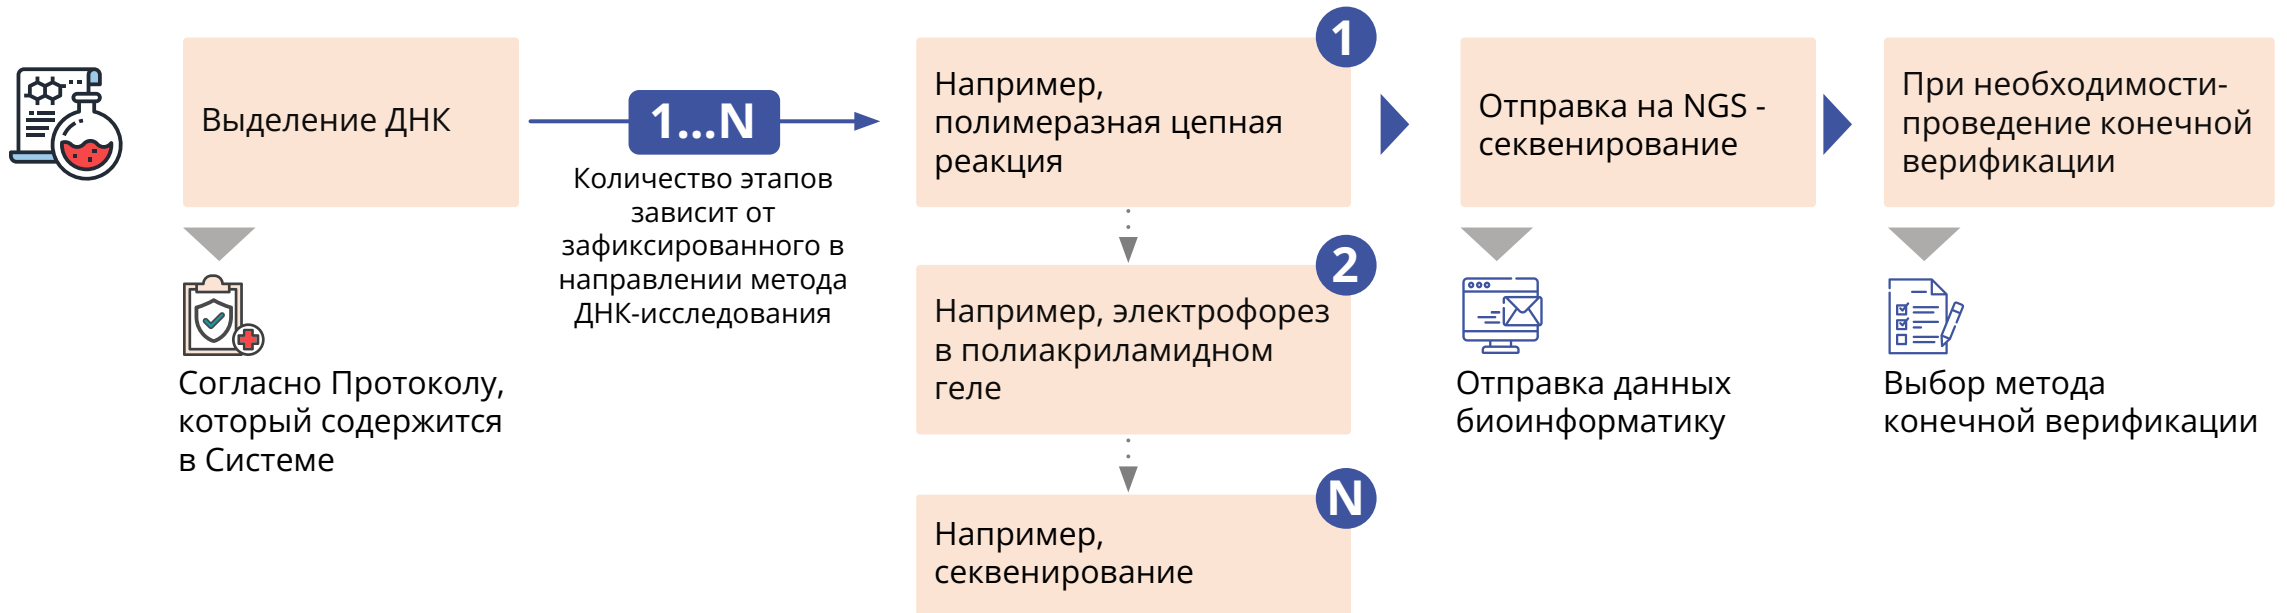 Выделение ДНК
Согласно Протоколу,
который содержится
в Системе
1...N
Количество этапов
зависит от
зафиксированного в
направлении метода
ДНК-исследования
1
Например,
полимеразная цепная
реакция
2
Например, электрофорез
в полиакриламидном
геле
N
Например,
секвенирование
Отправка на NGS -
секвенирование
Отправка данных
биоинформатику
При необходимости-
проведение конечной
верификации
Выбор метода
конечной верификации